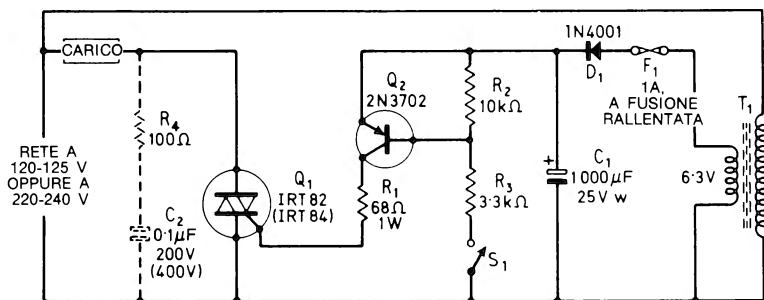 CARICO
R4
100Ω
RETE A
120-125 V
OPPURE A
220-240 V
C2
0·1μF
200V
(400V)
Q1
IRT82
(IRT84)
Q2
2N3702
R1
68Ω
1W
R2
10kΩ
R3
3·3kΩ
S1
+
C1
1000μF
25V w
1N4001
D1
F1
1A,
A FUSIONE
RALLENTATA
T1
6·3V